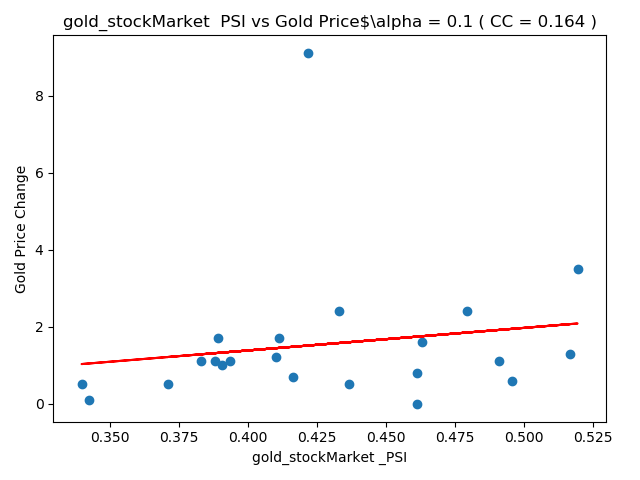 gold_stockMarket  PSI vs Gold Price$\alpha = 0.1 ( CC = 0.164 )
Gold Price Change
8
6
4
2
0
0.350 0.375 0.400 0.425 0.450 0.475 0.500 0.525
gold_stockMarket _PSI